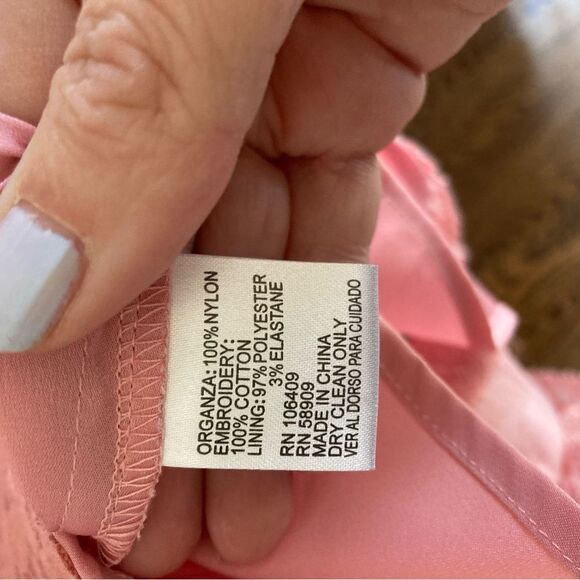 ORGANZA: 100% NYLON
EMBROIDERY:
100% COTTON
LINING: 97% POLYESTER
3% ELASTANE
RN 106409
RN 58909
MADE IN CHINA
DRY CLEAN ONLY
VER AL DORSO PARA CUIDADO